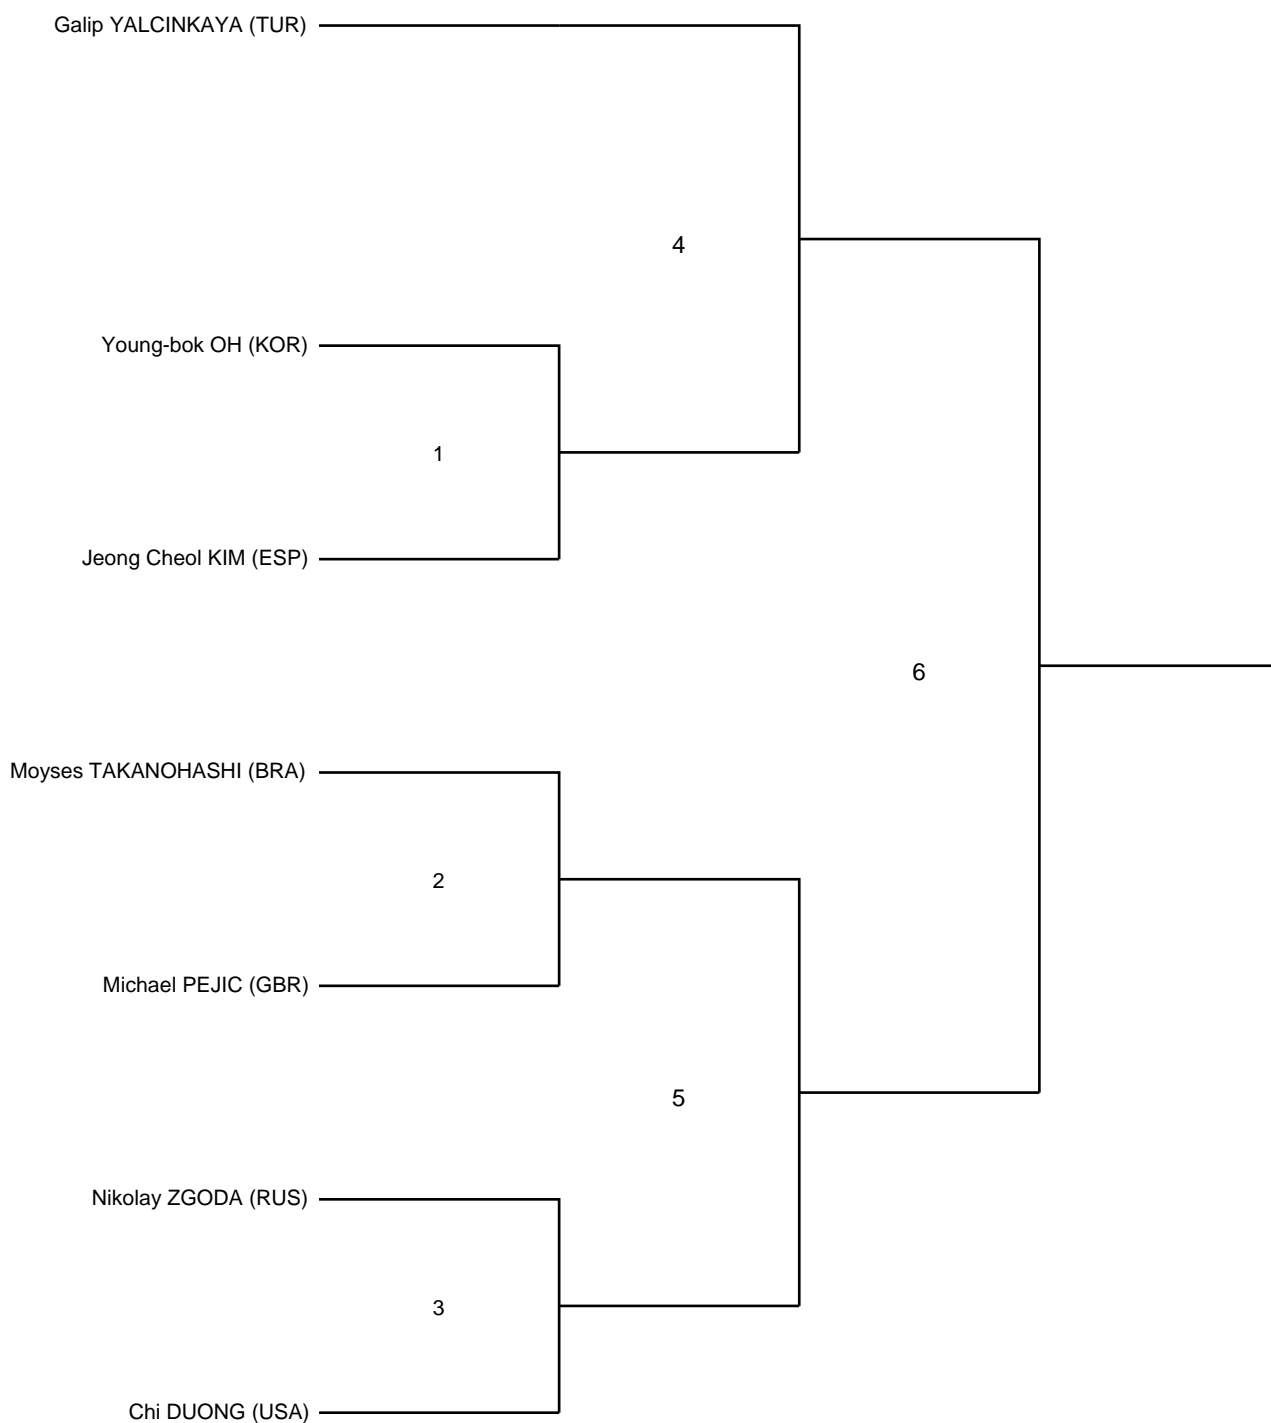 Galip YALCINKAYA (TUR)
4
Young-bok OH (KOR)
1
Jeong Cheol KIM (ESP)
6
Moyses TAKANOHASHI (BRA)
2
Michael PEJIC (GBR)
5
Nikolay ZGODA (RUS)
3
Chi DUONG (USA)